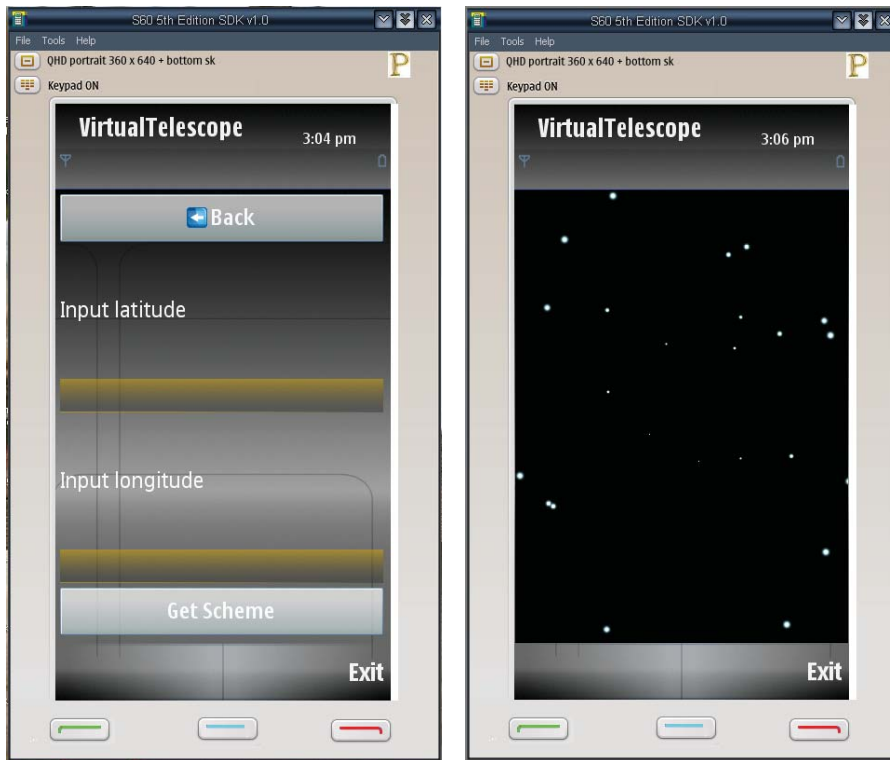 S60 5th Edition SDK v1.0
File Tools Help
QHD portrait 360 x 640 + bottom sk
P
Keypad ON
VirtualTelescope
3:04 pm
Back
Input latitude
Input longitude
Get Scheme
Exit
S60 5th Edition SDK v1.0
File Tools Help
QHD portrait 360 x 640 + bottom sk
P
Keypad ON
VirtualTelescope
3:06 pm
Exit